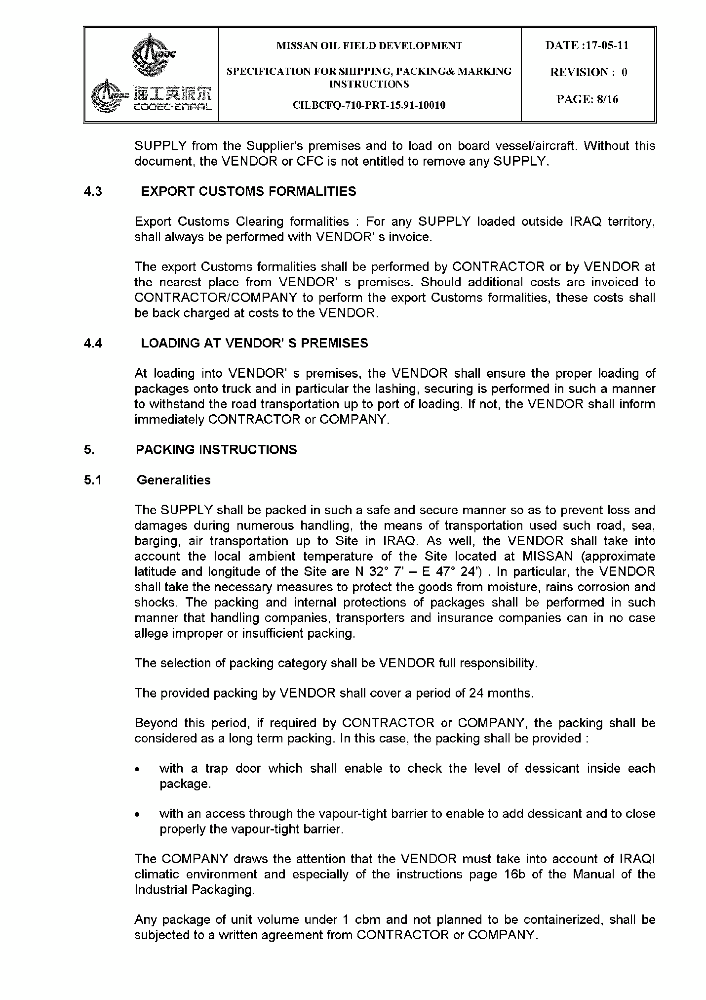 MISSAN OIL FIELD DEVELOPMENT
SPECIFICATION FOR SHIPPING, PACKING& MARKING
INSTRUCTIONS
CILBCFQ-710-PRT-15.91-10010
DATE :17-05-11
REVISION : 0
PAGE: 8/16
海工英派尔
COOEC·ENPAL
SUPPLY from the Supplier's premises and to load on board vessel/aircraft. Without this
document, the VENDOR or CFC is not entitled to remove any SUPPLY.
4.3 EXPORT CUSTOMS FORMALITIES
Export Customs Clearing formalities : For any SUPPLY loaded outside IRAQ territory,
shall always be performed with VENDOR' s invoice.
The export Customs formalities shall be performed by CONTRACTOR or by VENDOR at
the nearest place from VENDOR' s premises. Should additional costs are invoiced to
CONTRACTOR/COMPANY to perform the export Customs formalities, these costs shall
be back charged at costs to the VENDOR.
4.4 LOADING AT VENDOR' S PREMISES
At loading into VENDOR' s premises, the VENDOR shall ensure the proper loading of
packages onto truck and in particular the lashing, securing is performed in such a manner
to withstand the road transportation up to port of loading. If not, the VENDOR shall inform
immediately CONTRACTOR or COMPANY.
5. PACKING INSTRUCTIONS
5.1 Generalities
The SUPPLY shall be packed in such a safe and secure manner so as to prevent loss and
damages during numerous handling, the means of transportation used such road, sea,
barging, air transportation up to Site in IRAQ. As well, the VENDOR shall take into
account the local ambient temperature of the Site located at MISSAN (approximate
latitude and longitude of the Site are N 32° 7' – E 47° 24') . In particular, the VENDOR
shall take the necessary measures to protect the goods from moisture, rains corrosion and
shocks. The packing and internal protections of packages shall be performed in such
manner that handling companies, transporters and insurance companies can in no case
allege improper or insufficient packing.
The selection of packing category shall be VENDOR full responsibility.
The provided packing by VENDOR shall cover a period of 24 months.
Beyond this period, if required by CONTRACTOR or COMPANY, the packing shall be
considered as a long term packing. In this case, the packing shall be provided :
• with a trap door which shall enable to check the level of dessicant inside each
package.
• with an access through the vapour-tight barrier to enable to add dessicant and to close
properly the vapour-tight barrier.
The COMPANY draws the attention that the VENDOR must take into account of IRAQI
climatic environment and especially of the instructions page 16b of the Manual of the
Industrial Packaging.
Any package of unit volume under 1 cbm and not planned to be containerized, shall be
subjected to a written agreement from CONTRACTOR or COMPANY.